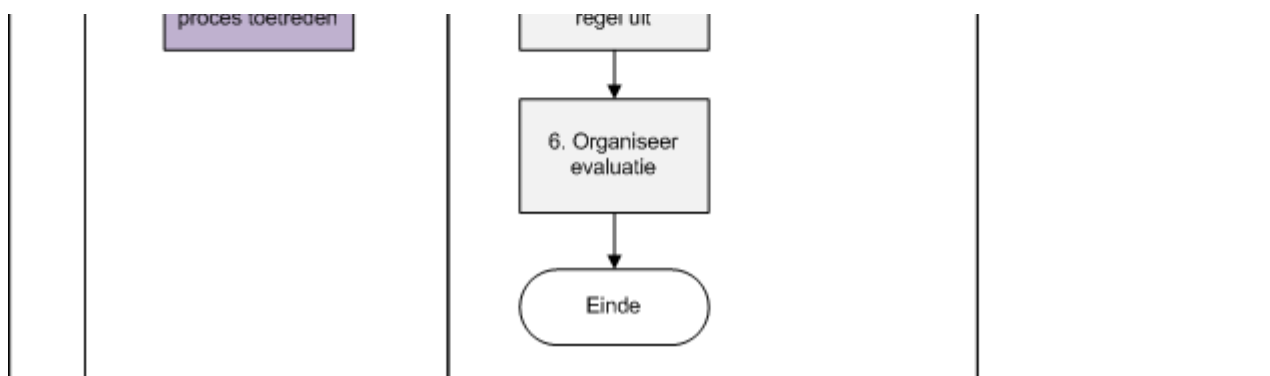 proces toetreden
regel uit
6. Organiseer
evaluatie
Einde